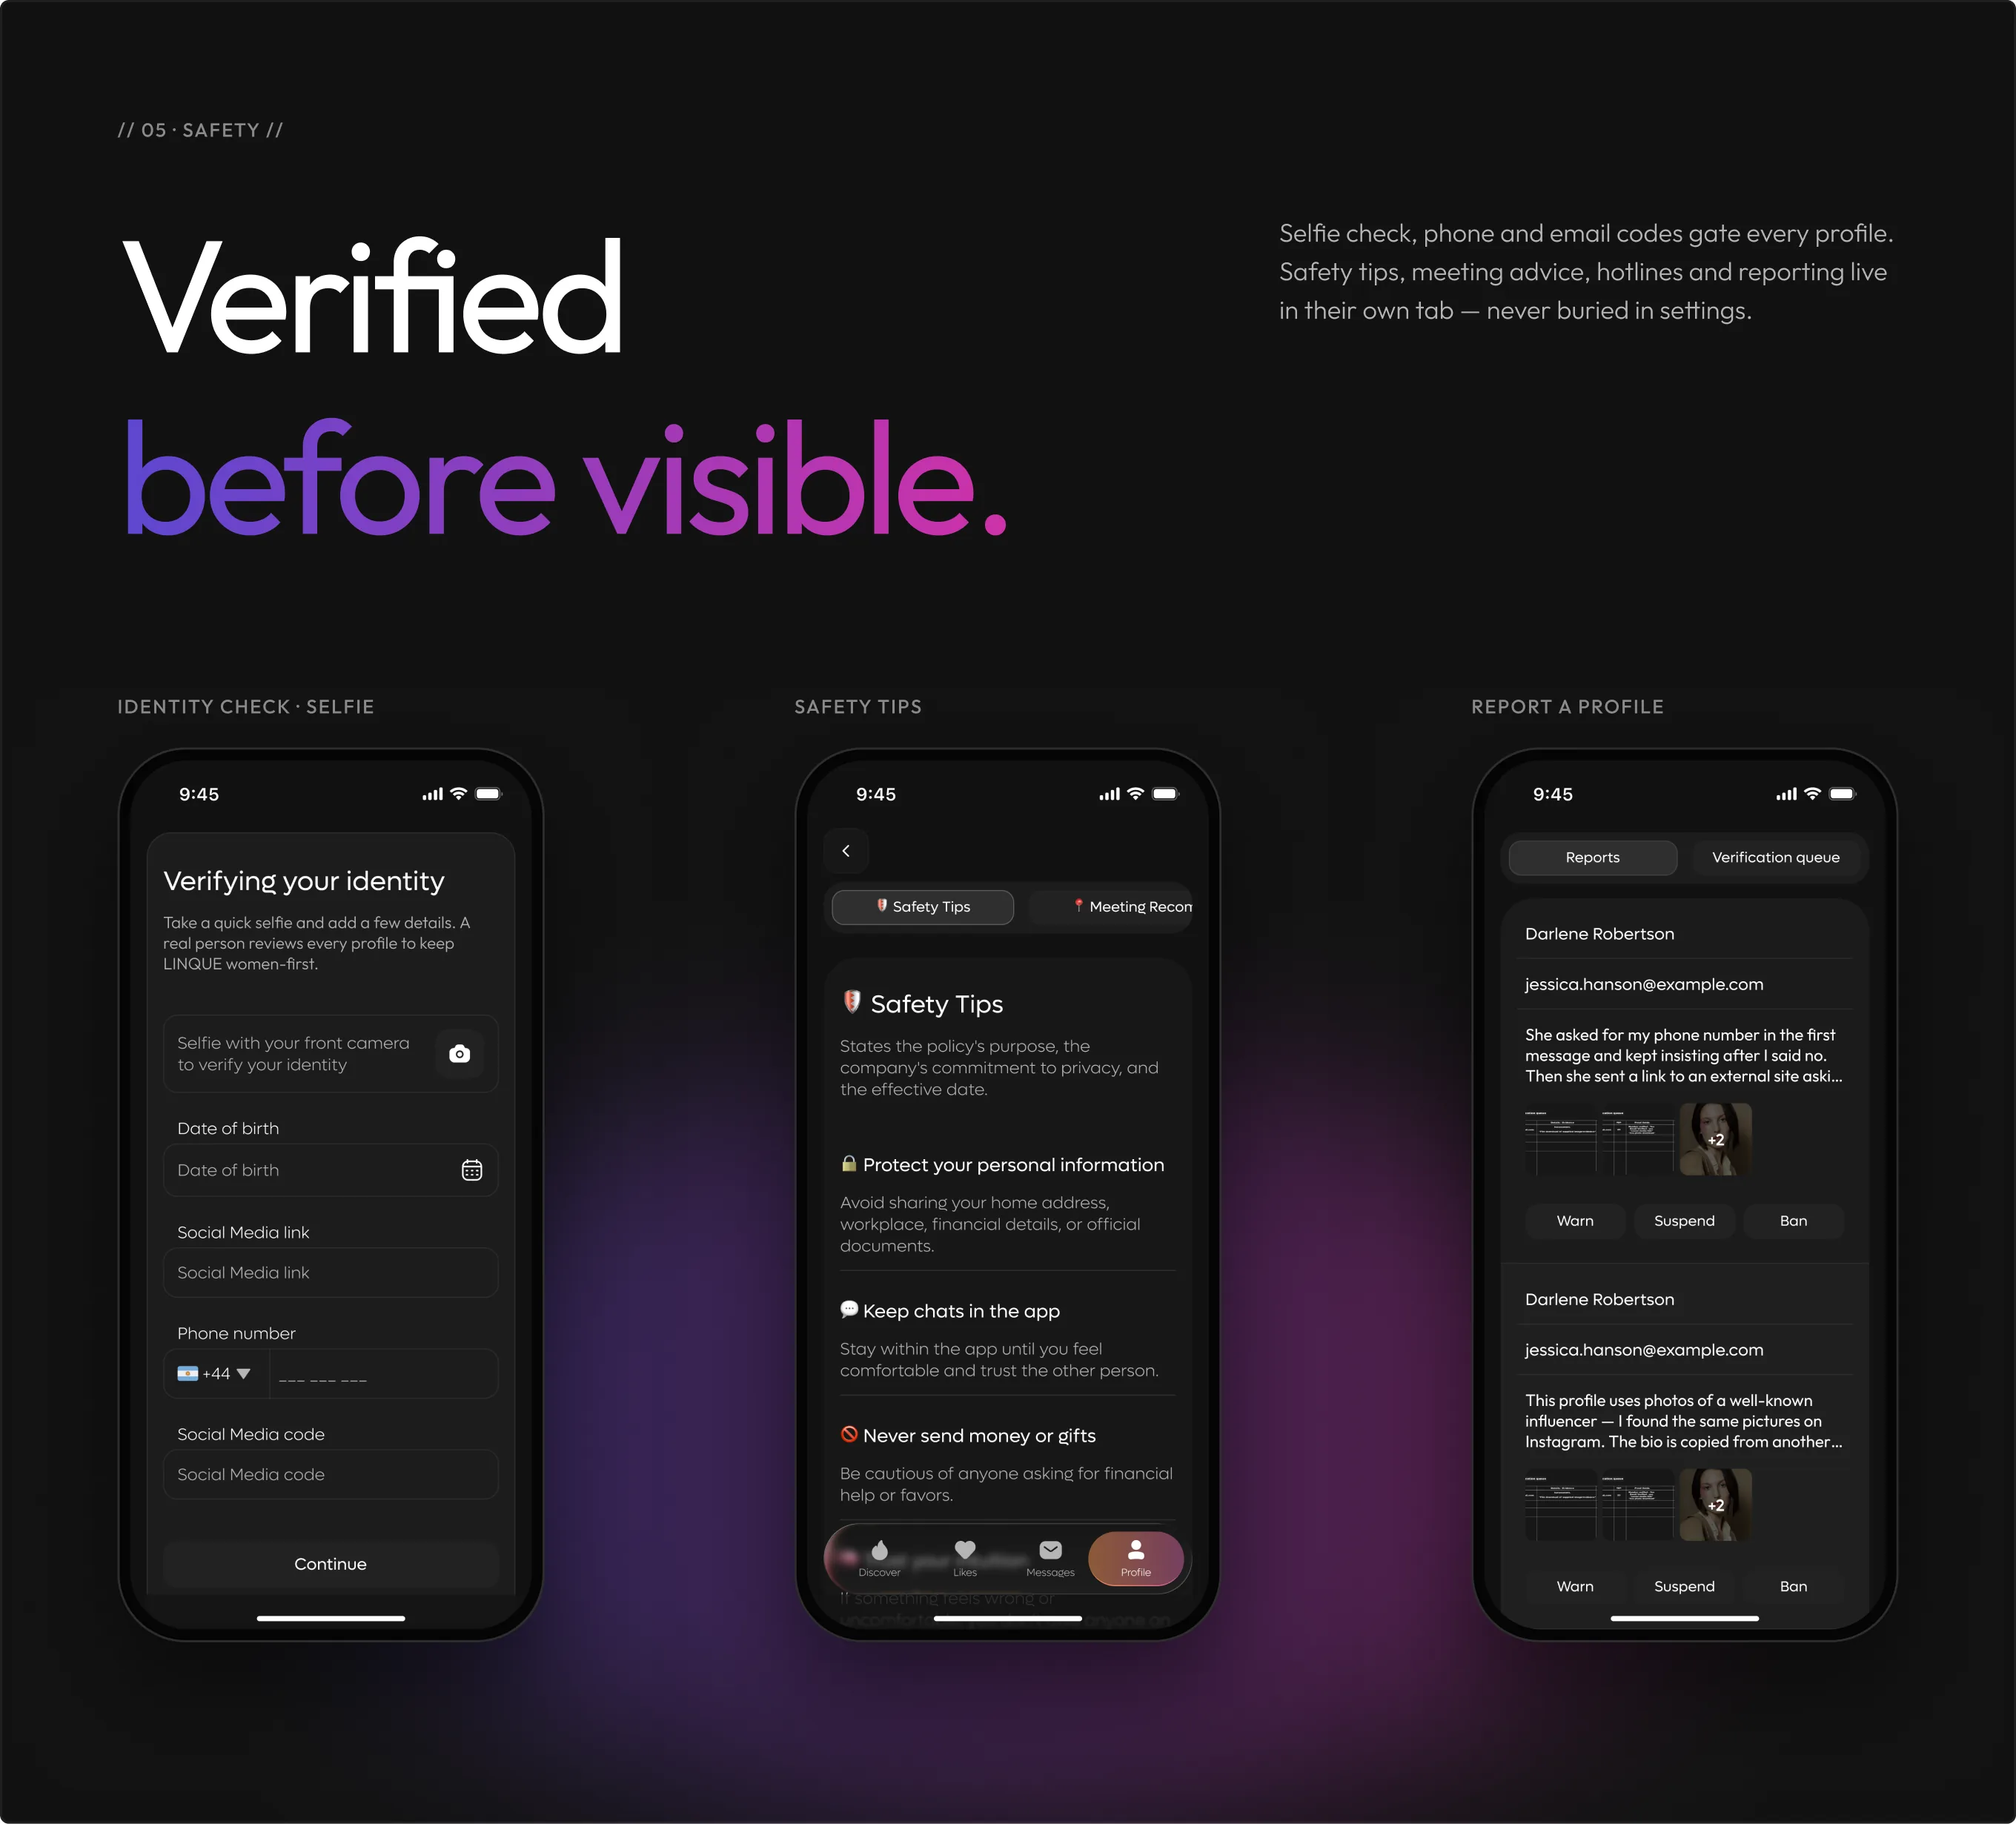 // 05 · SAFETY //
Verified
before visible.
Selfie check, phone and email codes gate every profile.
Safety tips, meeting advice, hotlines and reporting live
in their own tab — never buried in settings.
IDENTITY CHECK · SELFIE
9:45
Verifying your identity
Take a quick selfie and add a few details. A
real person reviews every profile to keep
LINQUE women-first.
Selfie with your front camera
to verify your identity
Date of birth
Date of birth
Social Media link
Social Media link
Phone number
+44 ▼ ___ ___ ___
Social Media code
Social Media code
Continue
SAFETY TIPS
9:45
Safety Tips
Meeting Recom
Safety Tips
States the policy's purpose, the
company's commitment to privacy, and
the effective date.
🔒 Protect your personal information
Avoid sharing your home address,
workplace, financial details, or official
documents.
💬 Keep chats in the app
Stay within the app until you feel
comfortable and trust the other person.
🚫 Never send money or gifts
Be cautious of anyone asking for financial
help or favors.
your
Discover
Likes
Messages
Profile
If something feels wrong or
REPORT A PROFILE
9:45
Reports
Verification queue
Darlene Robertson
jessica.hanson@example.com
She asked for my phone number in the first
message and kept insisting after I said no.
Then she sent a link to an external site aski...
+2
Warn
Suspend
Ban
Darlene Robertson
jessica.hanson@example.com
This profile uses photos of a well-known
influencer — I found the same pictures on
Instagram. The bio is copied from another...
+2
Warn
Suspend
Ban